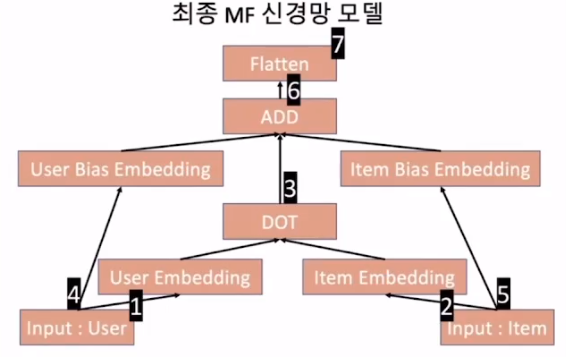 최종 MF 신경망 모델
7
Flatten
6
ADD
User Bias Embedding
Item Bias Embedding
3
DOT
User Embedding
Item Embedding
4
1
2
5
Input : User
Input : Item